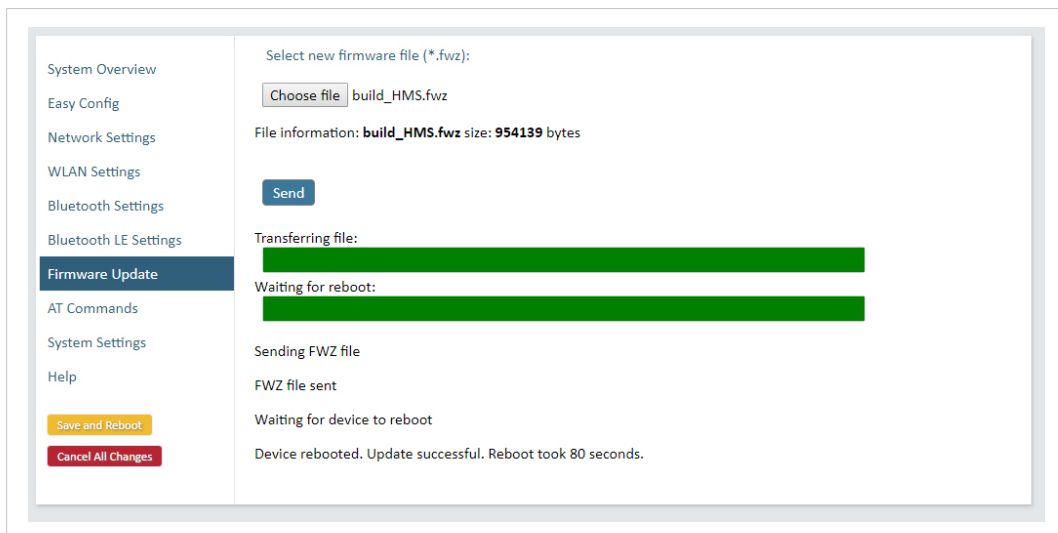 System Overview
Easy Config
Network Settings
WLAN Settings
Bluetooth Settings
Bluetooth LE Settings
Firmware Update
AT Commands
System Settings
Help
Save and Reboot
Cancel All Changes
Select new firmware file (*.fwz):
Choose file build_HMS.fwz
File information: build_HMS.fwz size: 954139 bytes
Send
Transferring file:
Waiting for reboot:
Sending FWZ file
FWZ file sent
Waiting for device to reboot
Device rebooted. Update successful. Reboot took 80 seconds.